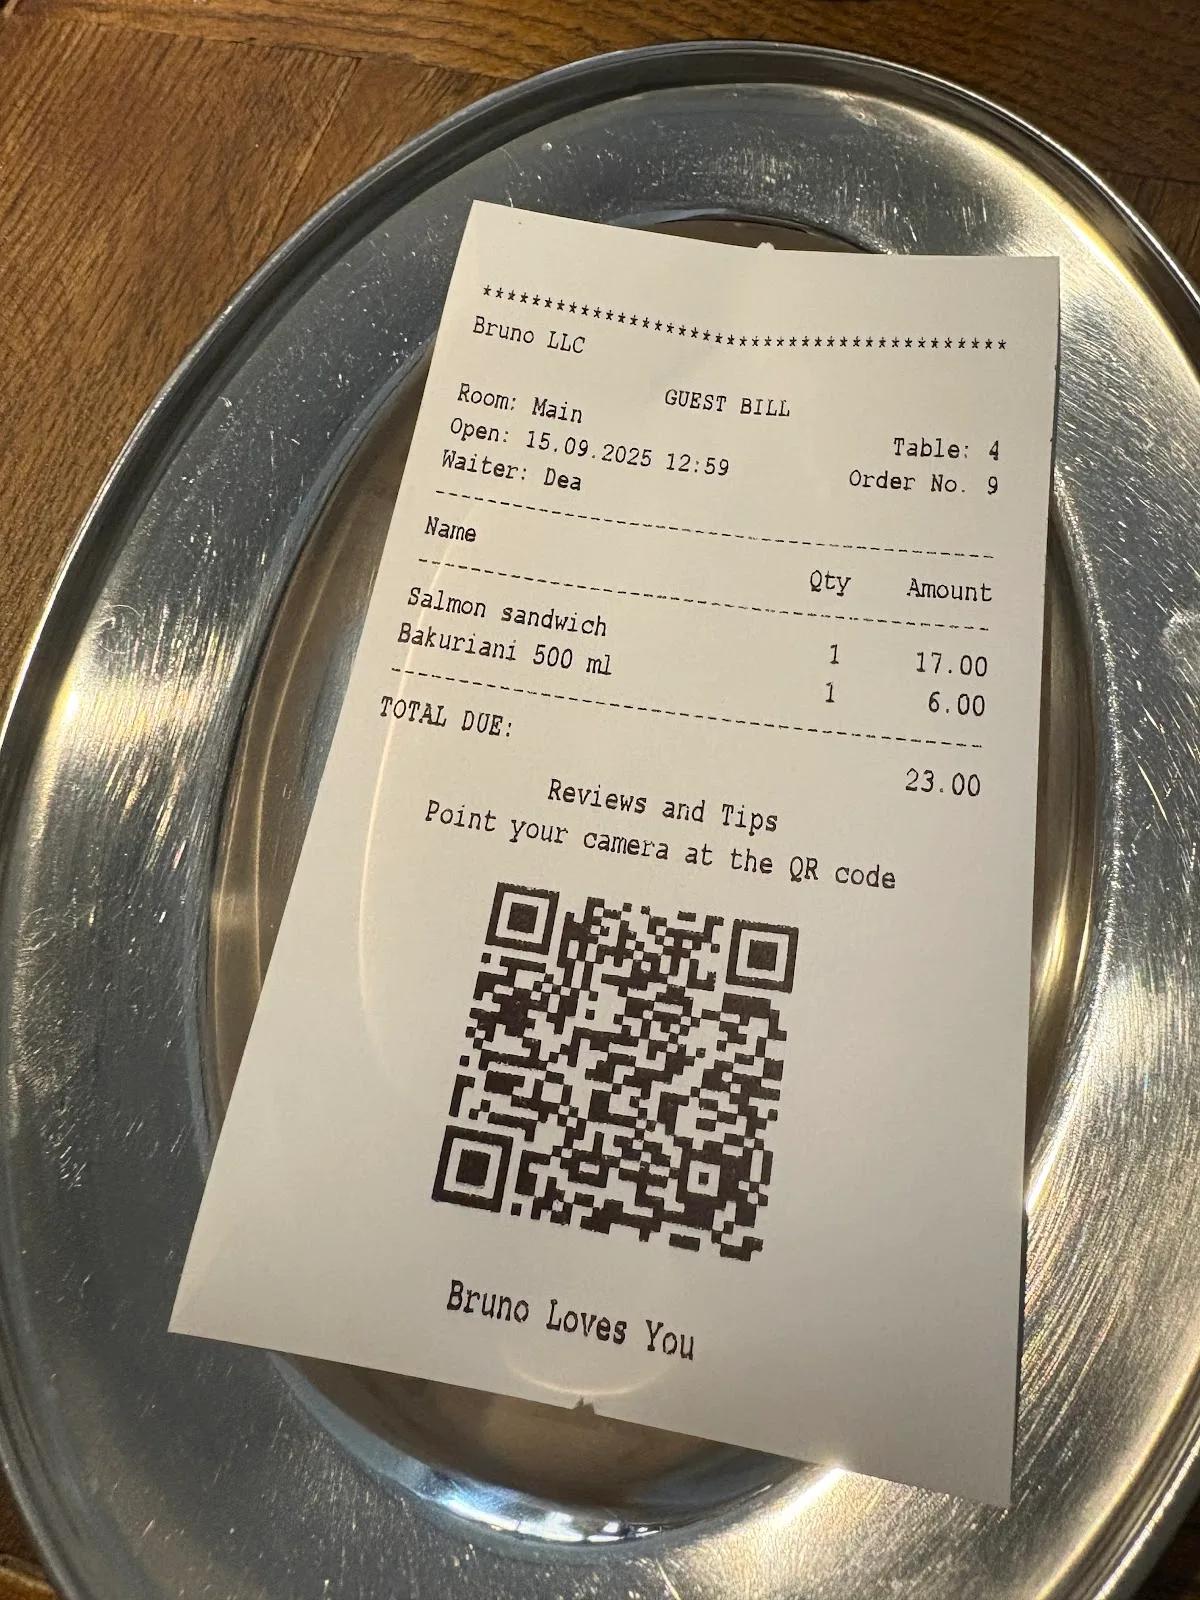 ******************************************
Bruno LLC
GUEST BILL
Room: Main Table: 4
Open: 15.09.2025 12:59 Order No. 9
Waiter: Dea
Name Qty Amount
Salmon sandwich 1 17.00
Bakuriani 500 ml 1 6.00
TOTAL DUE: 23.00
Reviews and Tips
Point your camera at the QR code
Bruno Loves You